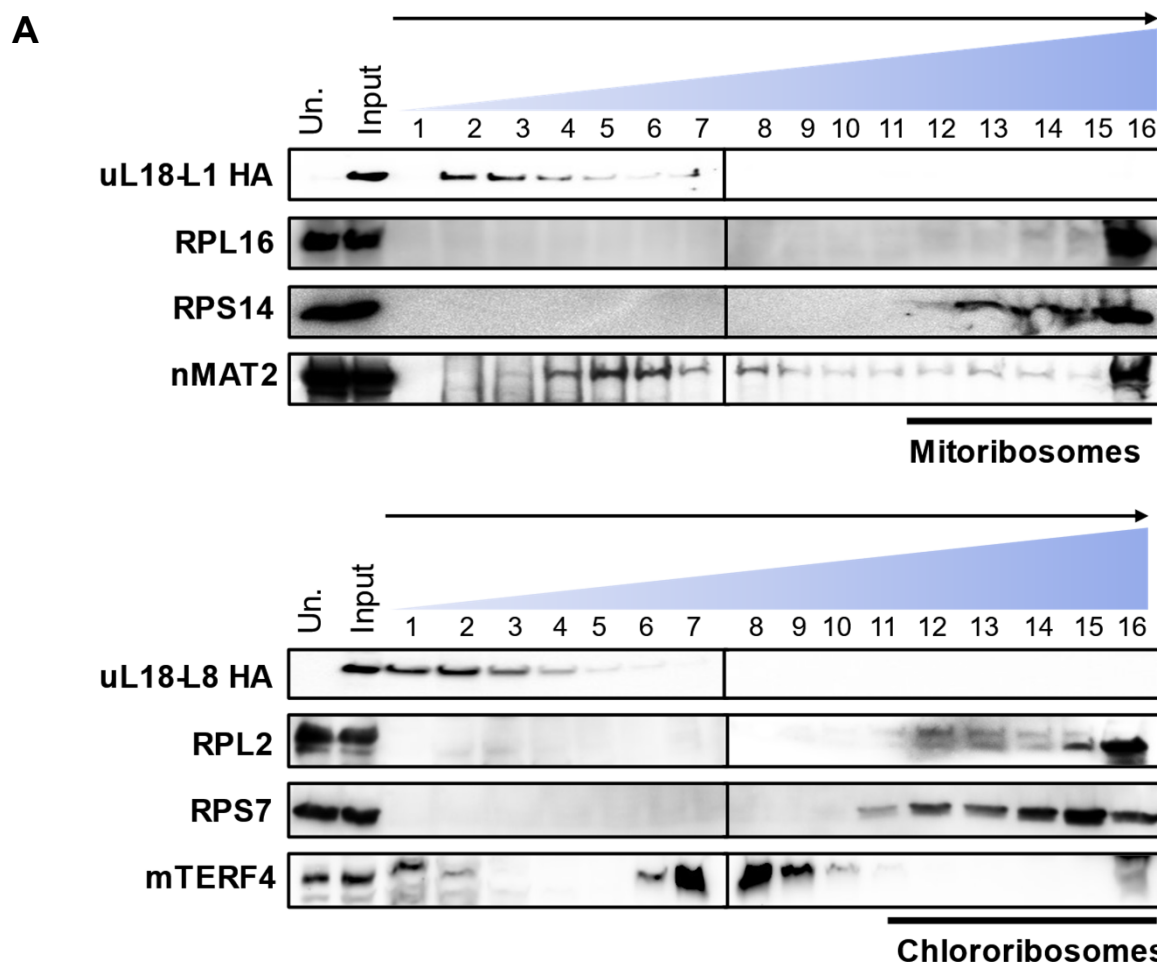 A
Un. Input 1 2 3 4 5 6 7 8 9 10 11 12 13 14 15 16
uL18-L1 HA
RPL16
RPS14
nMAT2
Mitoribosomes
Un. Input 1 2 3 4 5 6 7 8 9 10 11 12 13 14 15 16
uL18-L8 HA
RPL2
RPS7
mTERF4
Chlororibosomes